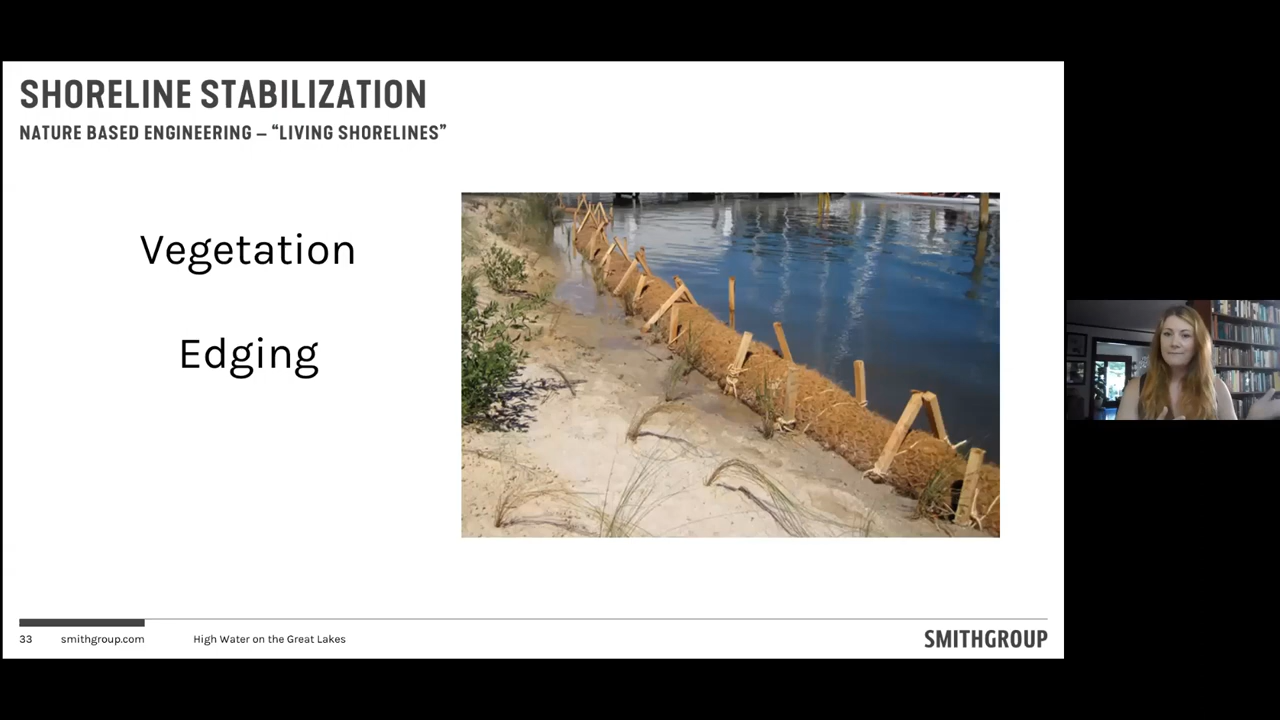 SHORELINE STABILIZATION
NATURE BASED ENGINEERING – “LIVING SHORELINES”
Vegetation
Edging
33 smithgroup.com High Water on the Great Lakes SMITHGROUP